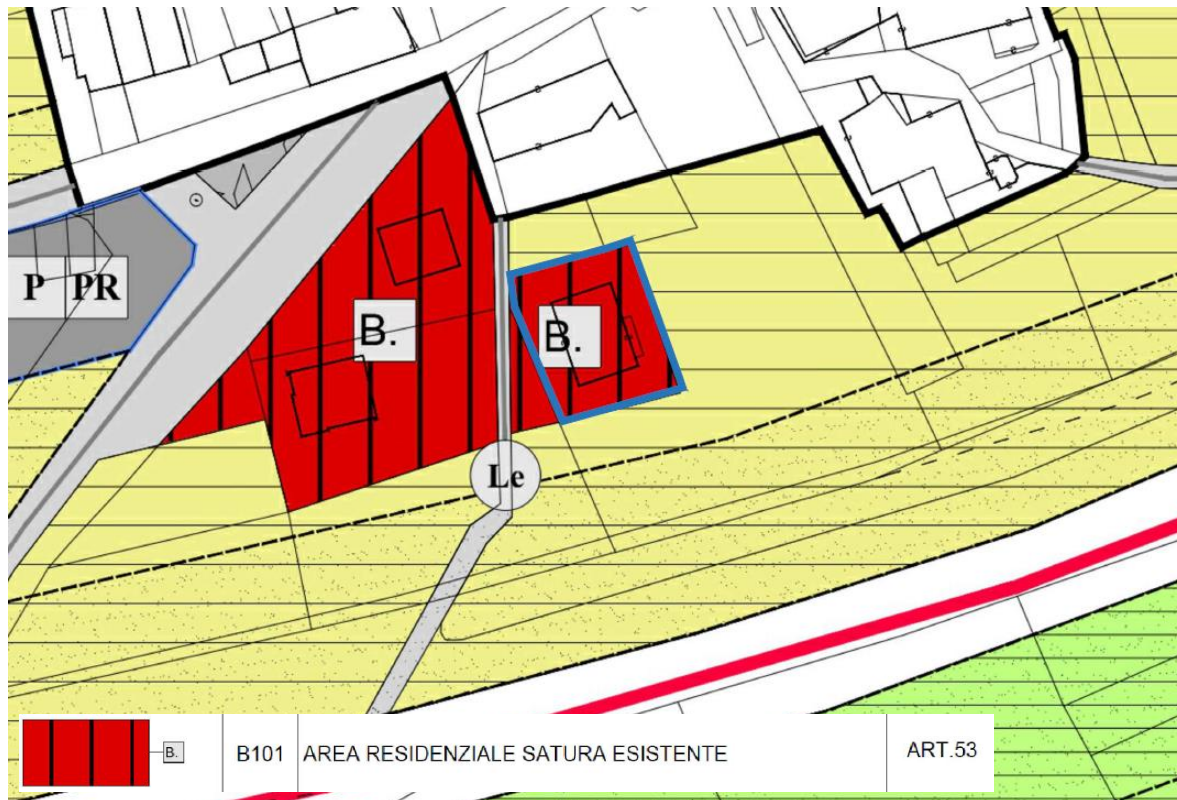 P PR
B.
B.
Le
B. B101 AREA RESIDENZIALE SATURA ESISTENTE ART.53